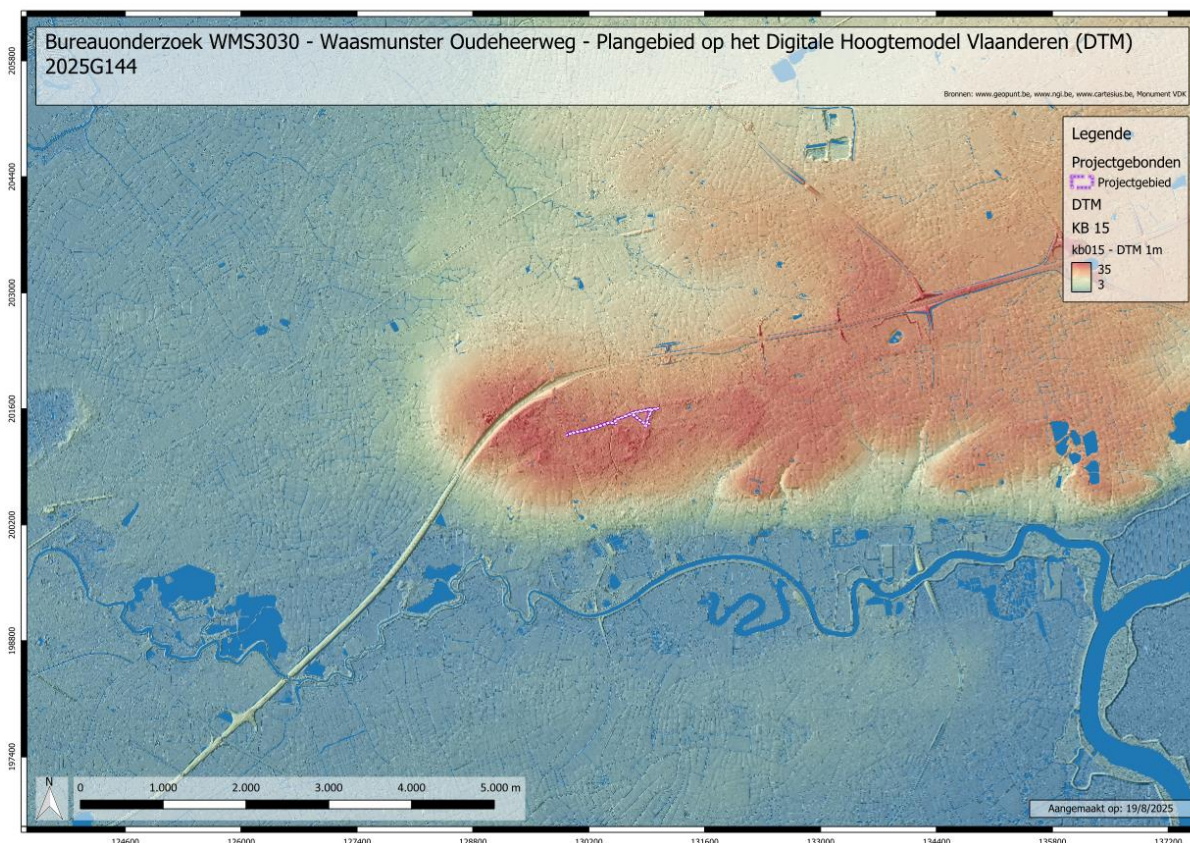 Bureauonderzoek WMS3030 - Waasmunster Oudeheerweg - Plangebied op het Digitale Hoogtemodel Vlaanderen (DTM)
2025G144
Bronnen: www.geopunt.be, www.ngi.be, www.cartesius.be, Monument VDK
Legende
Projectgebonden
Projectgebied
DTM
KB 15
kb015 - DTM 1m
35
3
205800
204400
203000
201600
200200
198800
197400
N
0 1.000 2.000 3.000 4.000 5.000 m
Aangemaakt op: 19/8/2025
124600 126000 127400 128800 130200 131600 133000 134400 135800 137200